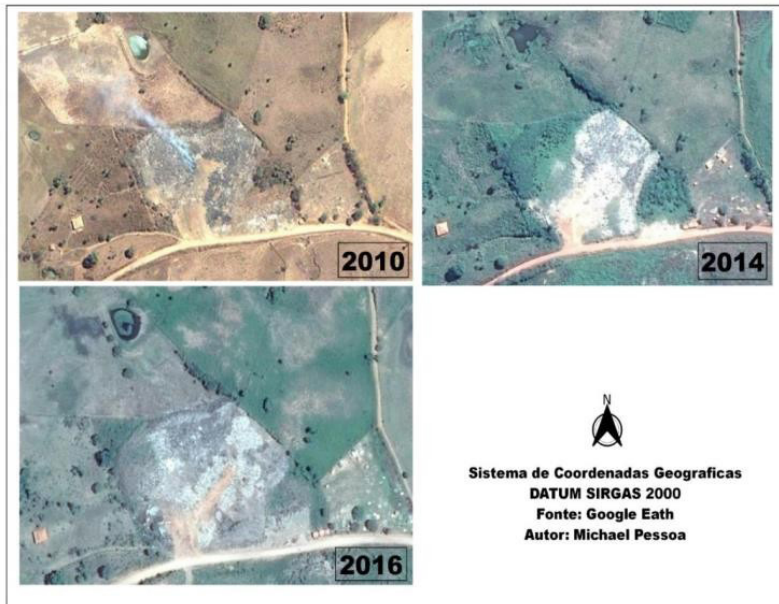 2010
2014
2016
N
Sistema de Coordenadas Geograficas
DATUM SIRGAS 2000
Fonte: Google Eath
Autor: Michael Pessoa